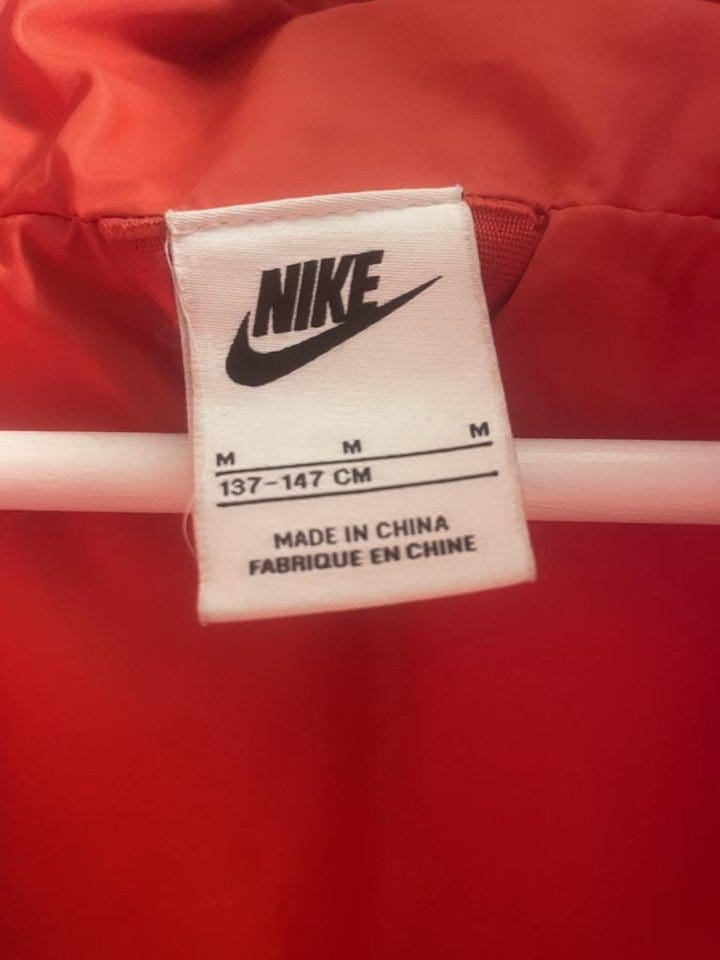 NIKE
M M M
137-147 CM
MADE IN CHINA
FABRIQUE EN CHINE